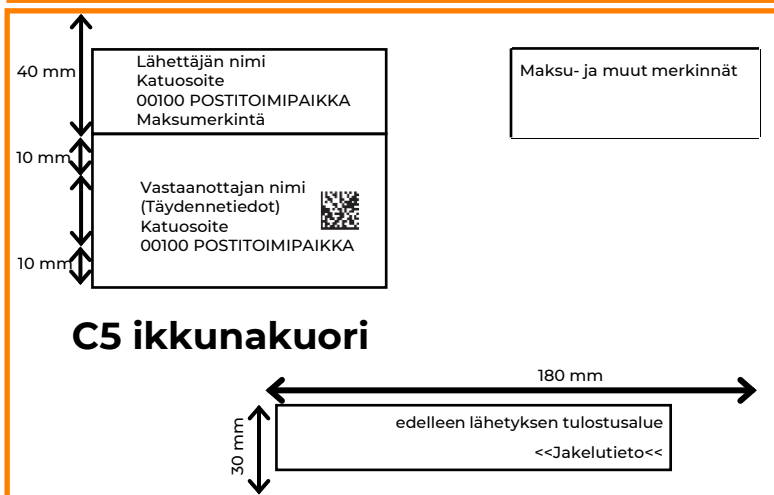 40 mm
Lähettäjän nimi
Katuosoite
00100 POSTITOIMIPAIKKA
Maksumerkintä
Maksu- ja muut merkinnät
10 mm
Vastaanottajan nimi
(Täydennetiedot)
Katuosoite
00100 POSTITOIMIPAIKKA
10 mm
C5 ikkunakuori
180 mm
30 mm
edelleen lähetyksen tulostusalue
<<Jakelutieto<<